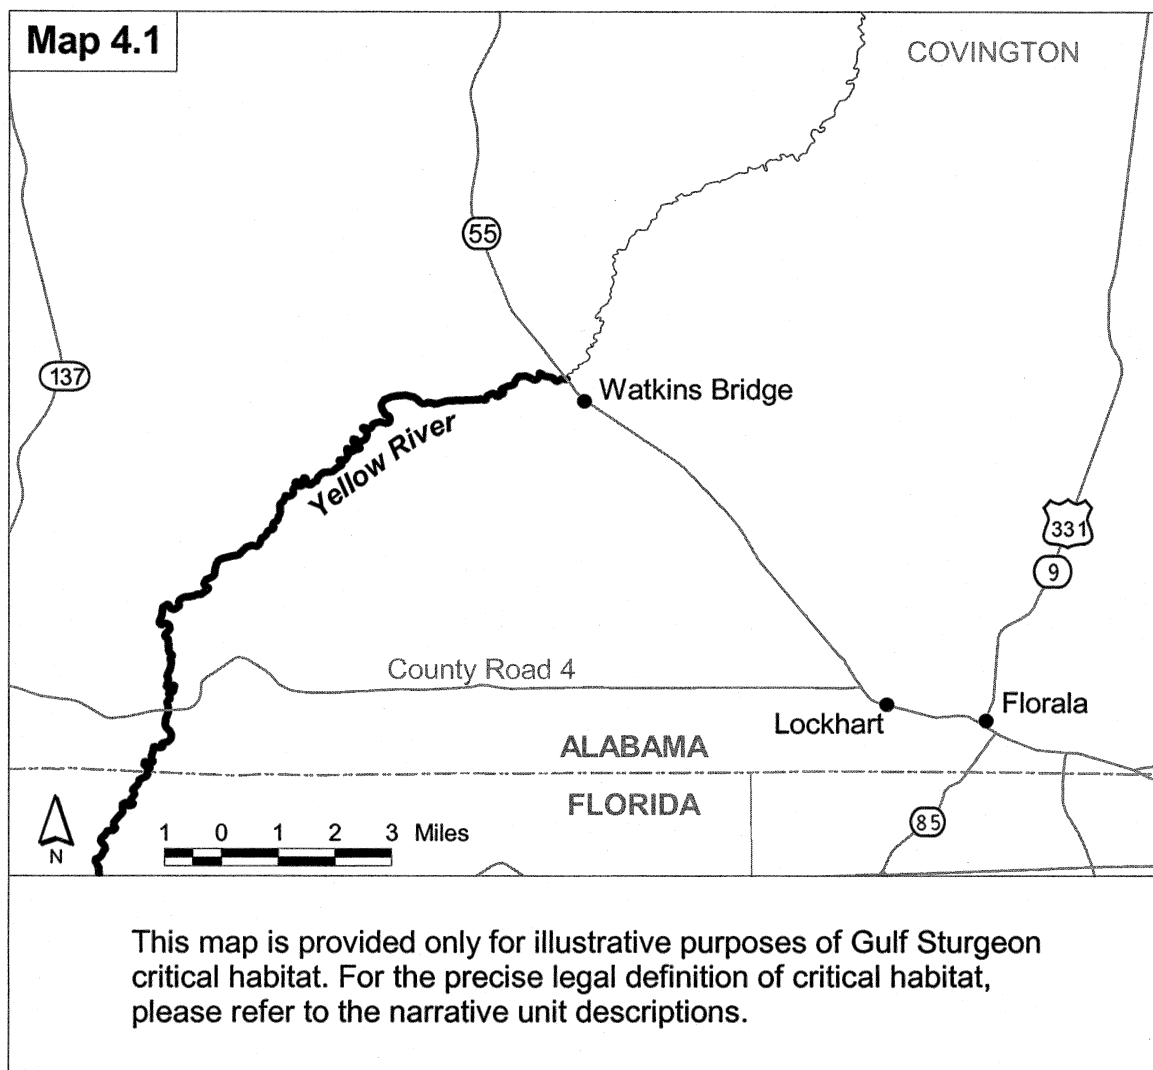 Map 4.1
COVINGTON
55
137
Watkins Bridge
Yellow River
331
9
County Road 4
Florala
Lockhart
ALABAMA
FLORIDA
85
N
1 0 1 2 3 Miles
This map is provided only for illustrative purposes of Gulf Sturgeon
critical habitat. For the precise legal definition of critical habitat,
please refer to the narrative unit descriptions.